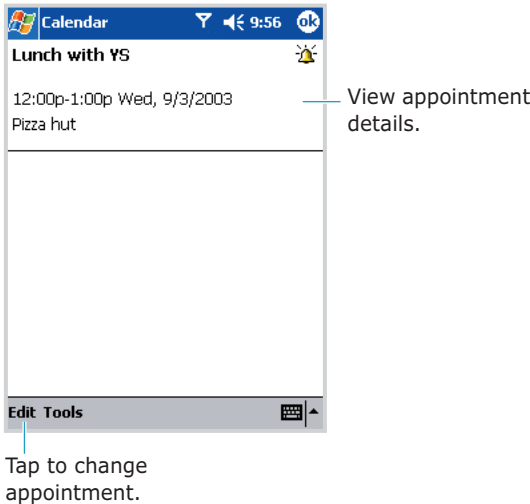 Calendar 9:56 ok
Lunch with YS
12:00p-1:00p Wed, 9/3/2003
Pizza hut
View appointment
details.
Edit Tools
Tap to change
appointment.